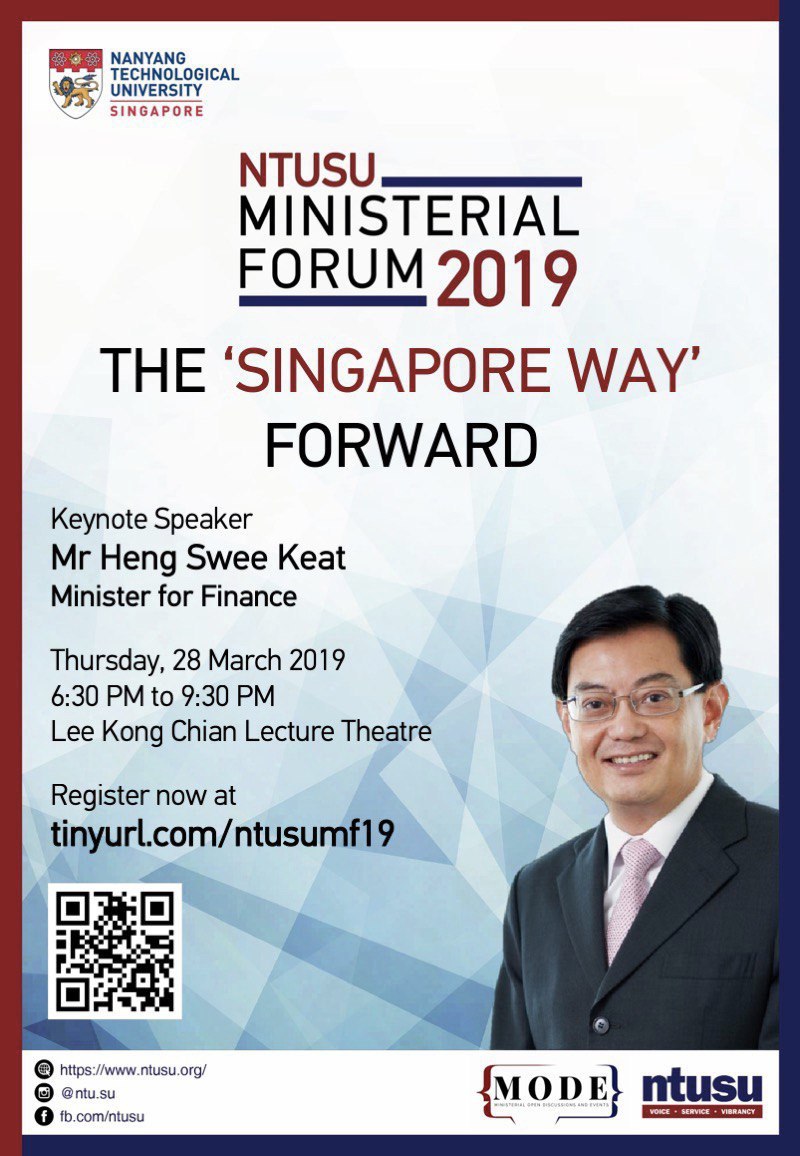 NANYANG
TECHNOLOGICAL
UNIVERSITY
SINGAPORE
NTUSU
MINISTERIAL
FORUM 2019
THE ‘SINGAPORE WAY’
FORWARD
Keynote Speaker
Mr Heng Swee Keat
Minister for Finance
Thursday, 28 March 2019
6:30 PM to 9:30 PM
Lee Kong Chian Lecture Theatre
Register now at
tinyurl.com/ntusumf19
https://www.ntusu.org/
@ntu.su
fb.com/ntusu
{MODE}
MINISTERIAL OPEN DISCUSSIONS AND EVENTS
ntusu
VOICE • SERVICE • VIBRANCY